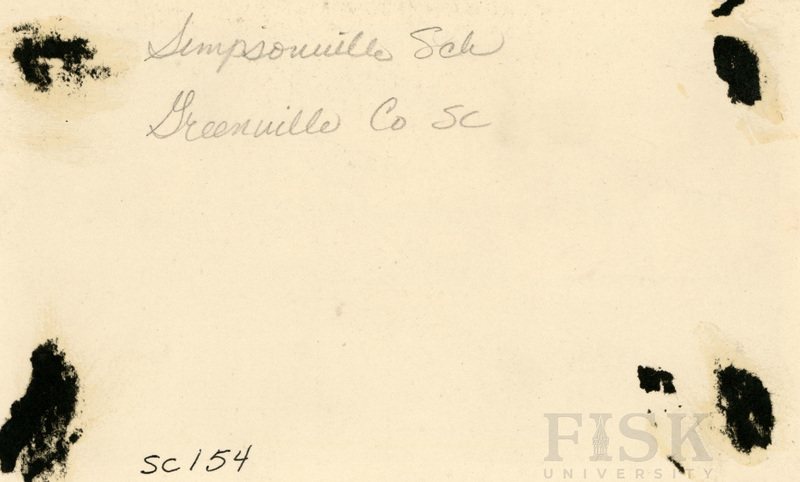 Simpsonville Sch
Greenville Co SC
SC154
FISK
UNIVERSITY